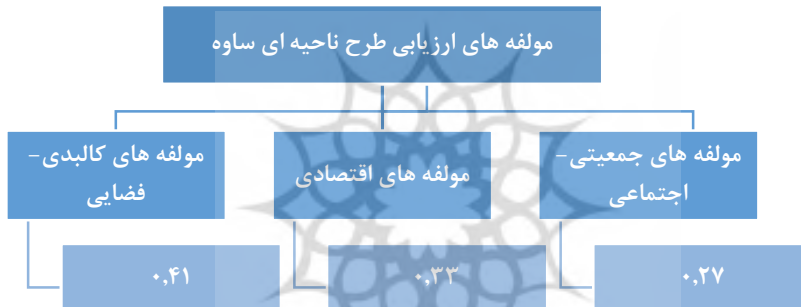 مولفه های ارزیابی طرح ناحیه ای ساوه
مولفه های جمعیتی-
اجتماعی
مولفه های اقتصادی
مولفه های کالبدی-
فضایی
۰,۲۷
۰,۳۳
۰,۴۱